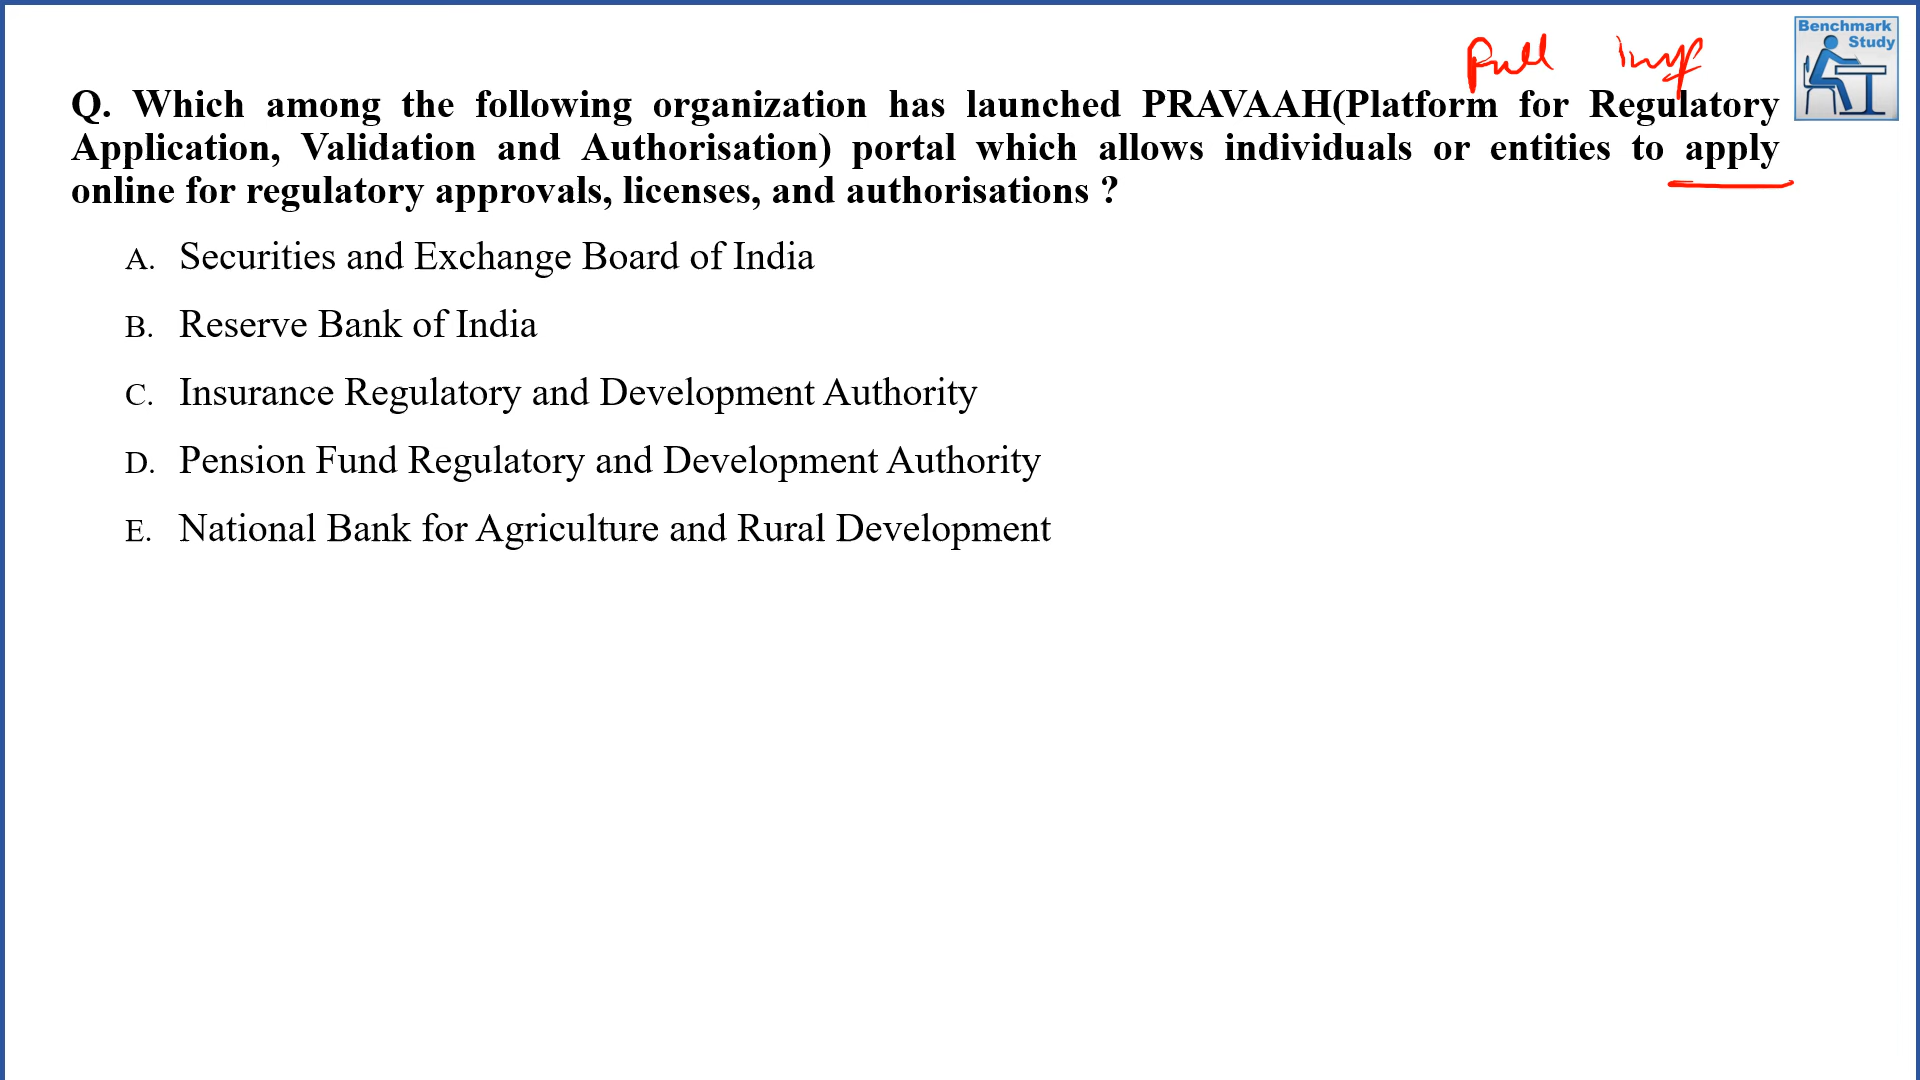 Benchmark
Study
Full Imp
Q. Which among the following organization has launched PRAVAAH(Platform for Regulatory
Application, Validation and Authorisation) portal which allows individuals or entities to apply
online for regulatory approvals, licenses, and authorisations ?
A. Securities and Exchange Board of India
B. Reserve Bank of India
C. Insurance Regulatory and Development Authority
D. Pension Fund Regulatory and Development Authority
E. National Bank for Agriculture and Rural Development